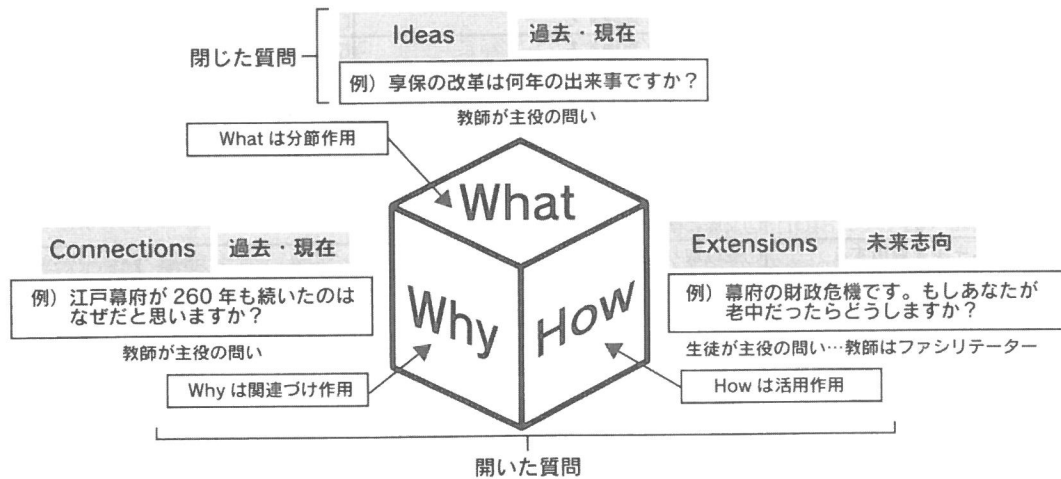 Ideas 過去・現在
閉じた質問
例）享保の改革は何年の出来事ですか？
教師が主役の問い
What は分節作用
What
Connections 過去・現在
例）江戸幕府が 260 年も続いたのは
なぜだと思いますか？
教師が主役の問い
Why は関連づけ作用
Why
How
Extensions 未来志向
例）幕府の財政危機です。もしあなたが
老中だったらどうしますか？
生徒が主役の問い…教師はファシリテーター
How は活用作用
開いた質問